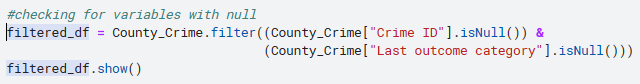 #checking for variables with null
filtered_df = County_Crime.filter((County_Crime["Crime ID"].isNull()) &
(County_Crime["Last outcome category"].isNull()))
filtered_df.show()